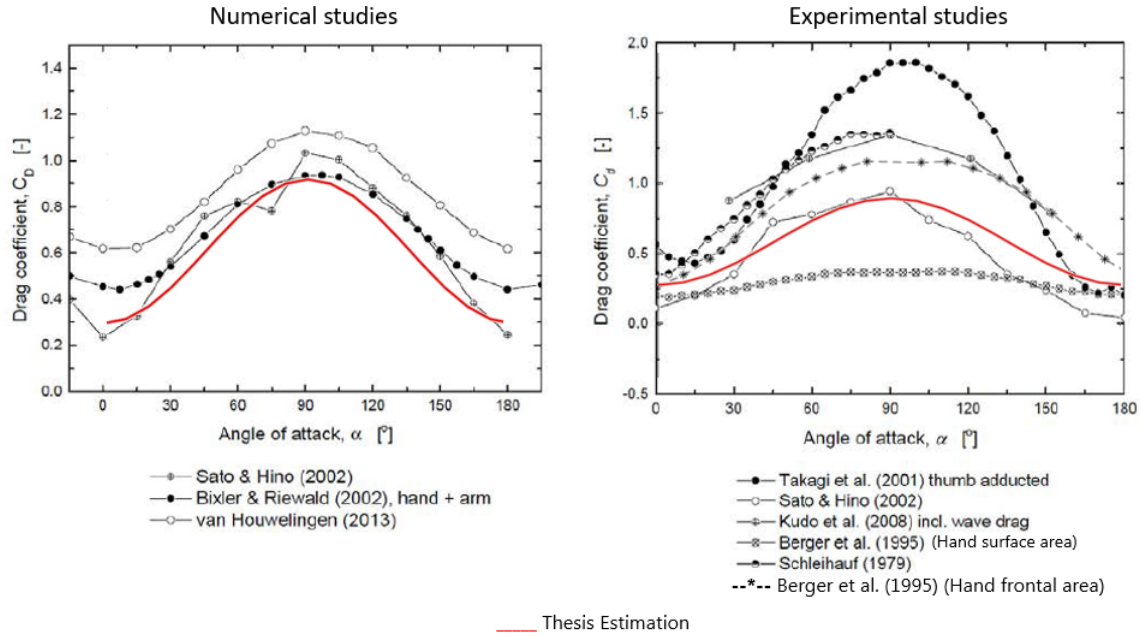 Numerical studies
Drag coefficient, C_D [-]
1.4
1.2
1.0
0.8
0.6
0.4
0.2
0.0
0 30 60 90 120 150 180
Angle of attack, α [º]
Sato & Hino (2002)
Bixler & Riewald (2002), hand + arm
van Houwelingen (2013)
Experimental studies
Drag coefficient, C_d [-]
2.0
1.5
1.0
0.5
0.0
-0.5
0 30 60 90 120 150 180
Angle of attack, α [º]
Takagi et al. (2001) thumb adducted
Sato & Hino (2002)
Kudo et al. (2008) incl. wave drag
Berger et al. (1995) (Hand surface area)
Schleihauf (1979)
--*-- Berger et al. (1995) (Hand frontal area)
Thesis Estimation